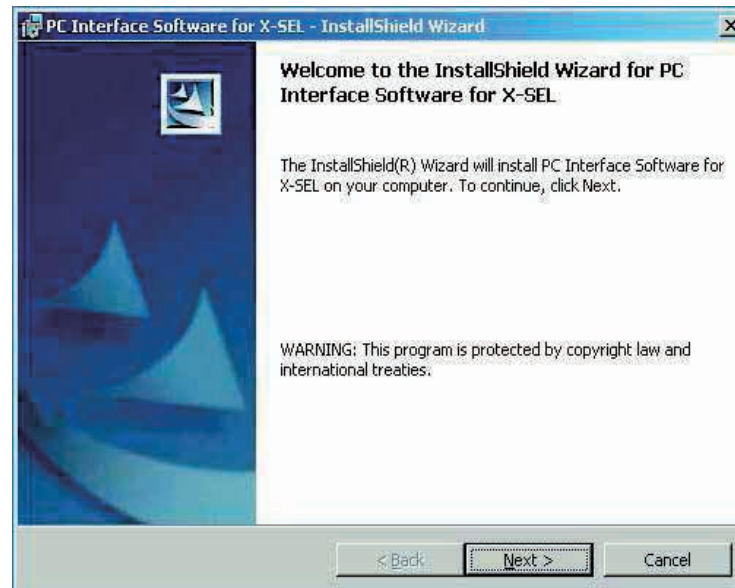 PC Interface Software for X-SEL - InstallShield Wizard
Welcome to the InstallShield Wizard for PC
Interface Software for X-SEL
The InstallShield(R) Wizard will install PC Interface Software for
X-SEL on your computer. To continue, click Next.
WARNING: This program is protected by copyright law and
international treaties.
< Back
Next >
Cancel